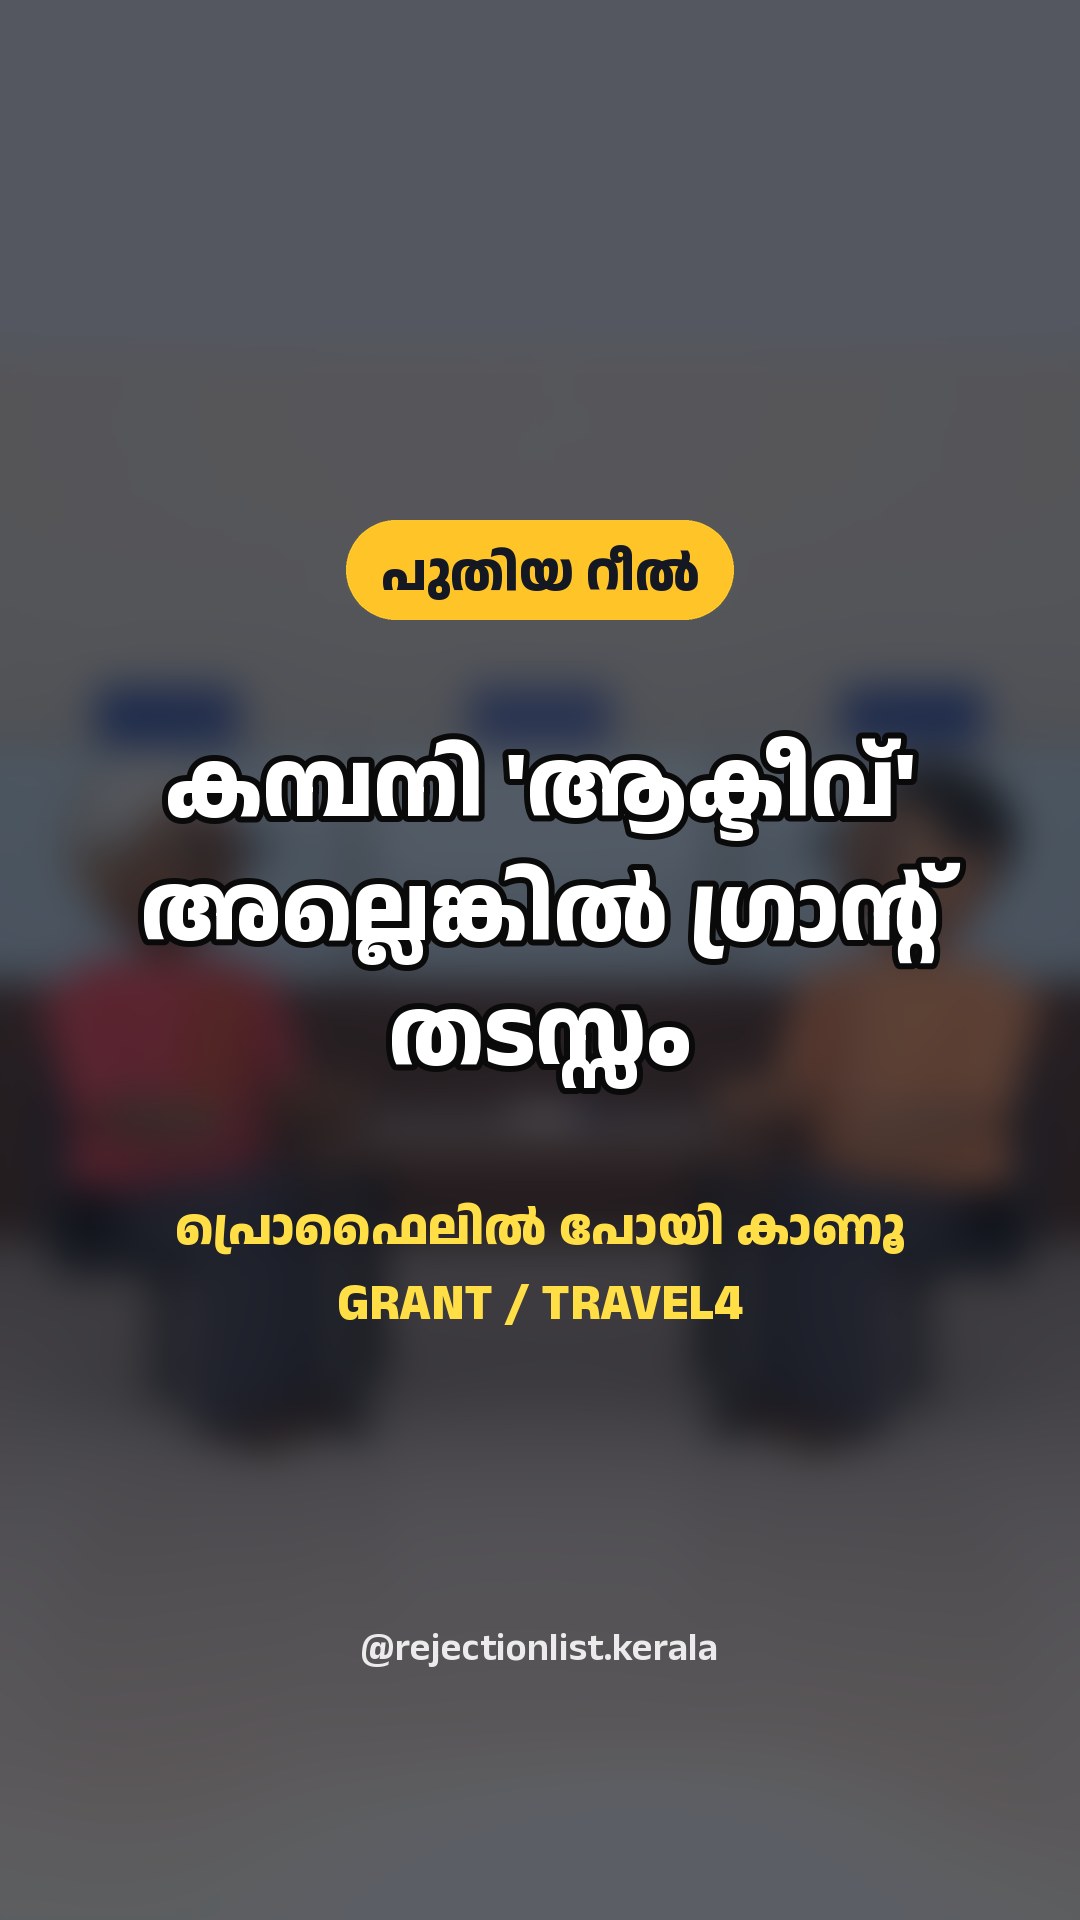 പുതിയ റീൽ
കമ്പനി 'ആക്ടീവ്'
അല്ലെങ്കിൽ ഗ്രാന്റ്
തടസ്സം
പ്രൊഫൈലിൽ പോയി കാണൂ
GRANT / TRAVEL4
@rejectionlist.kerala